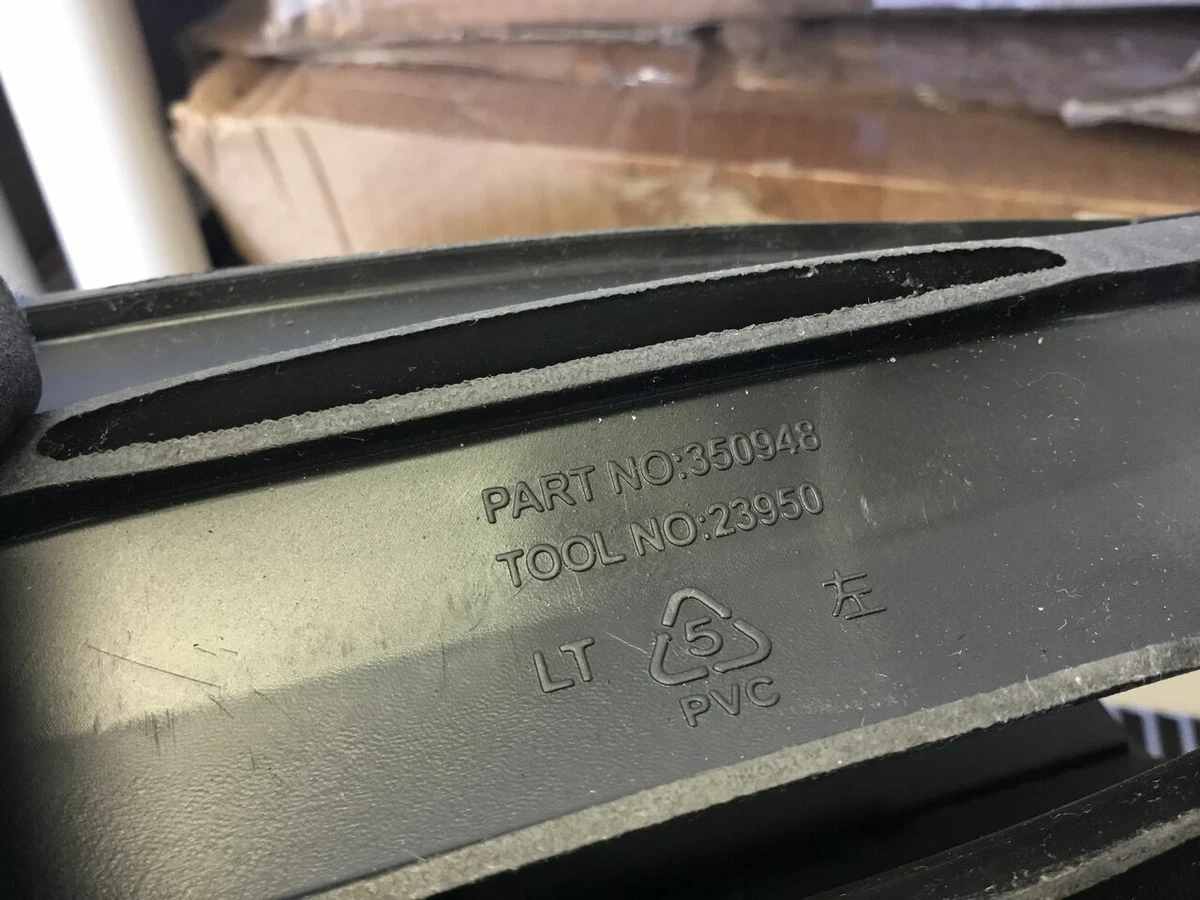 PART NO:350948
TOOL NO:23950
LT 5 左
PVC